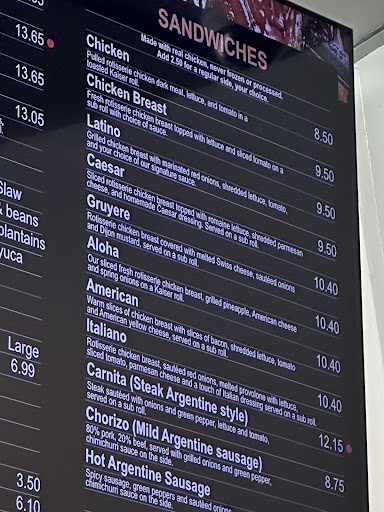 13.65
13.65
13.05
Slaw
& beans
plantains
yuca
Large
6.99
3.50
6.10
SANDWICHES
Made with real chicken, never frozen or processed.
Add 2.50 for a regular side, your choice.
Chicken
Pulled rotisserie chicken dark meat, lettuce, and tomato in a
toasted Kaiser roll.
8.50
Chicken Breast
Fresh rotisserie chicken breast topped with lettuce and sliced tomato on a
sub roll with choice of sauce.
9.50
Latino
Grilled chicken breast with marinated red onions, shredded lettuce, tomato,
and your choice of our signature sauce.
9.50
Caesar
Sliced rotisserie chicken breast topped with romaine lettuce, shredded parmesan
cheese, and homemade Caesar dressing. Served on a sub roll.
9.50
Gruyere
Rotisserie chicken breast covered with melted Swiss cheese, sautéed onions
and Dijon mustard, served on a sub roll.
10.40
Aloha
Our sliced fresh rotisserie chicken breast, grilled pineapple, American cheese
and spring onions on a Kaiser roll.
10.40
American
Warm slices of chicken breast with slices of bacon, shredded lettuce, tomato
and American yellow cheese, served on a sub roll.
10.40
Italiano
Rotisserie chicken breast, sautéed red onions, melted provolone with lettuce,
sliced tomato, parmesan cheese and a touch of Italian dressing served on a sub roll.
10.40
Carnita (Steak Argentine style)
Steak sautéed with onions and green pepper, lettuce and tomato,
served on a sub roll.
12.15
Chorizo (Mild Argentine sausage)
80% pork, 20% beef, served with grilled onions and green pepper,
chimichurri sauce on the side.
8.75
Hot Argentine Sausage
Spicy sausage, green peppers and sautéed onions,
chimichurri sauce on the side.